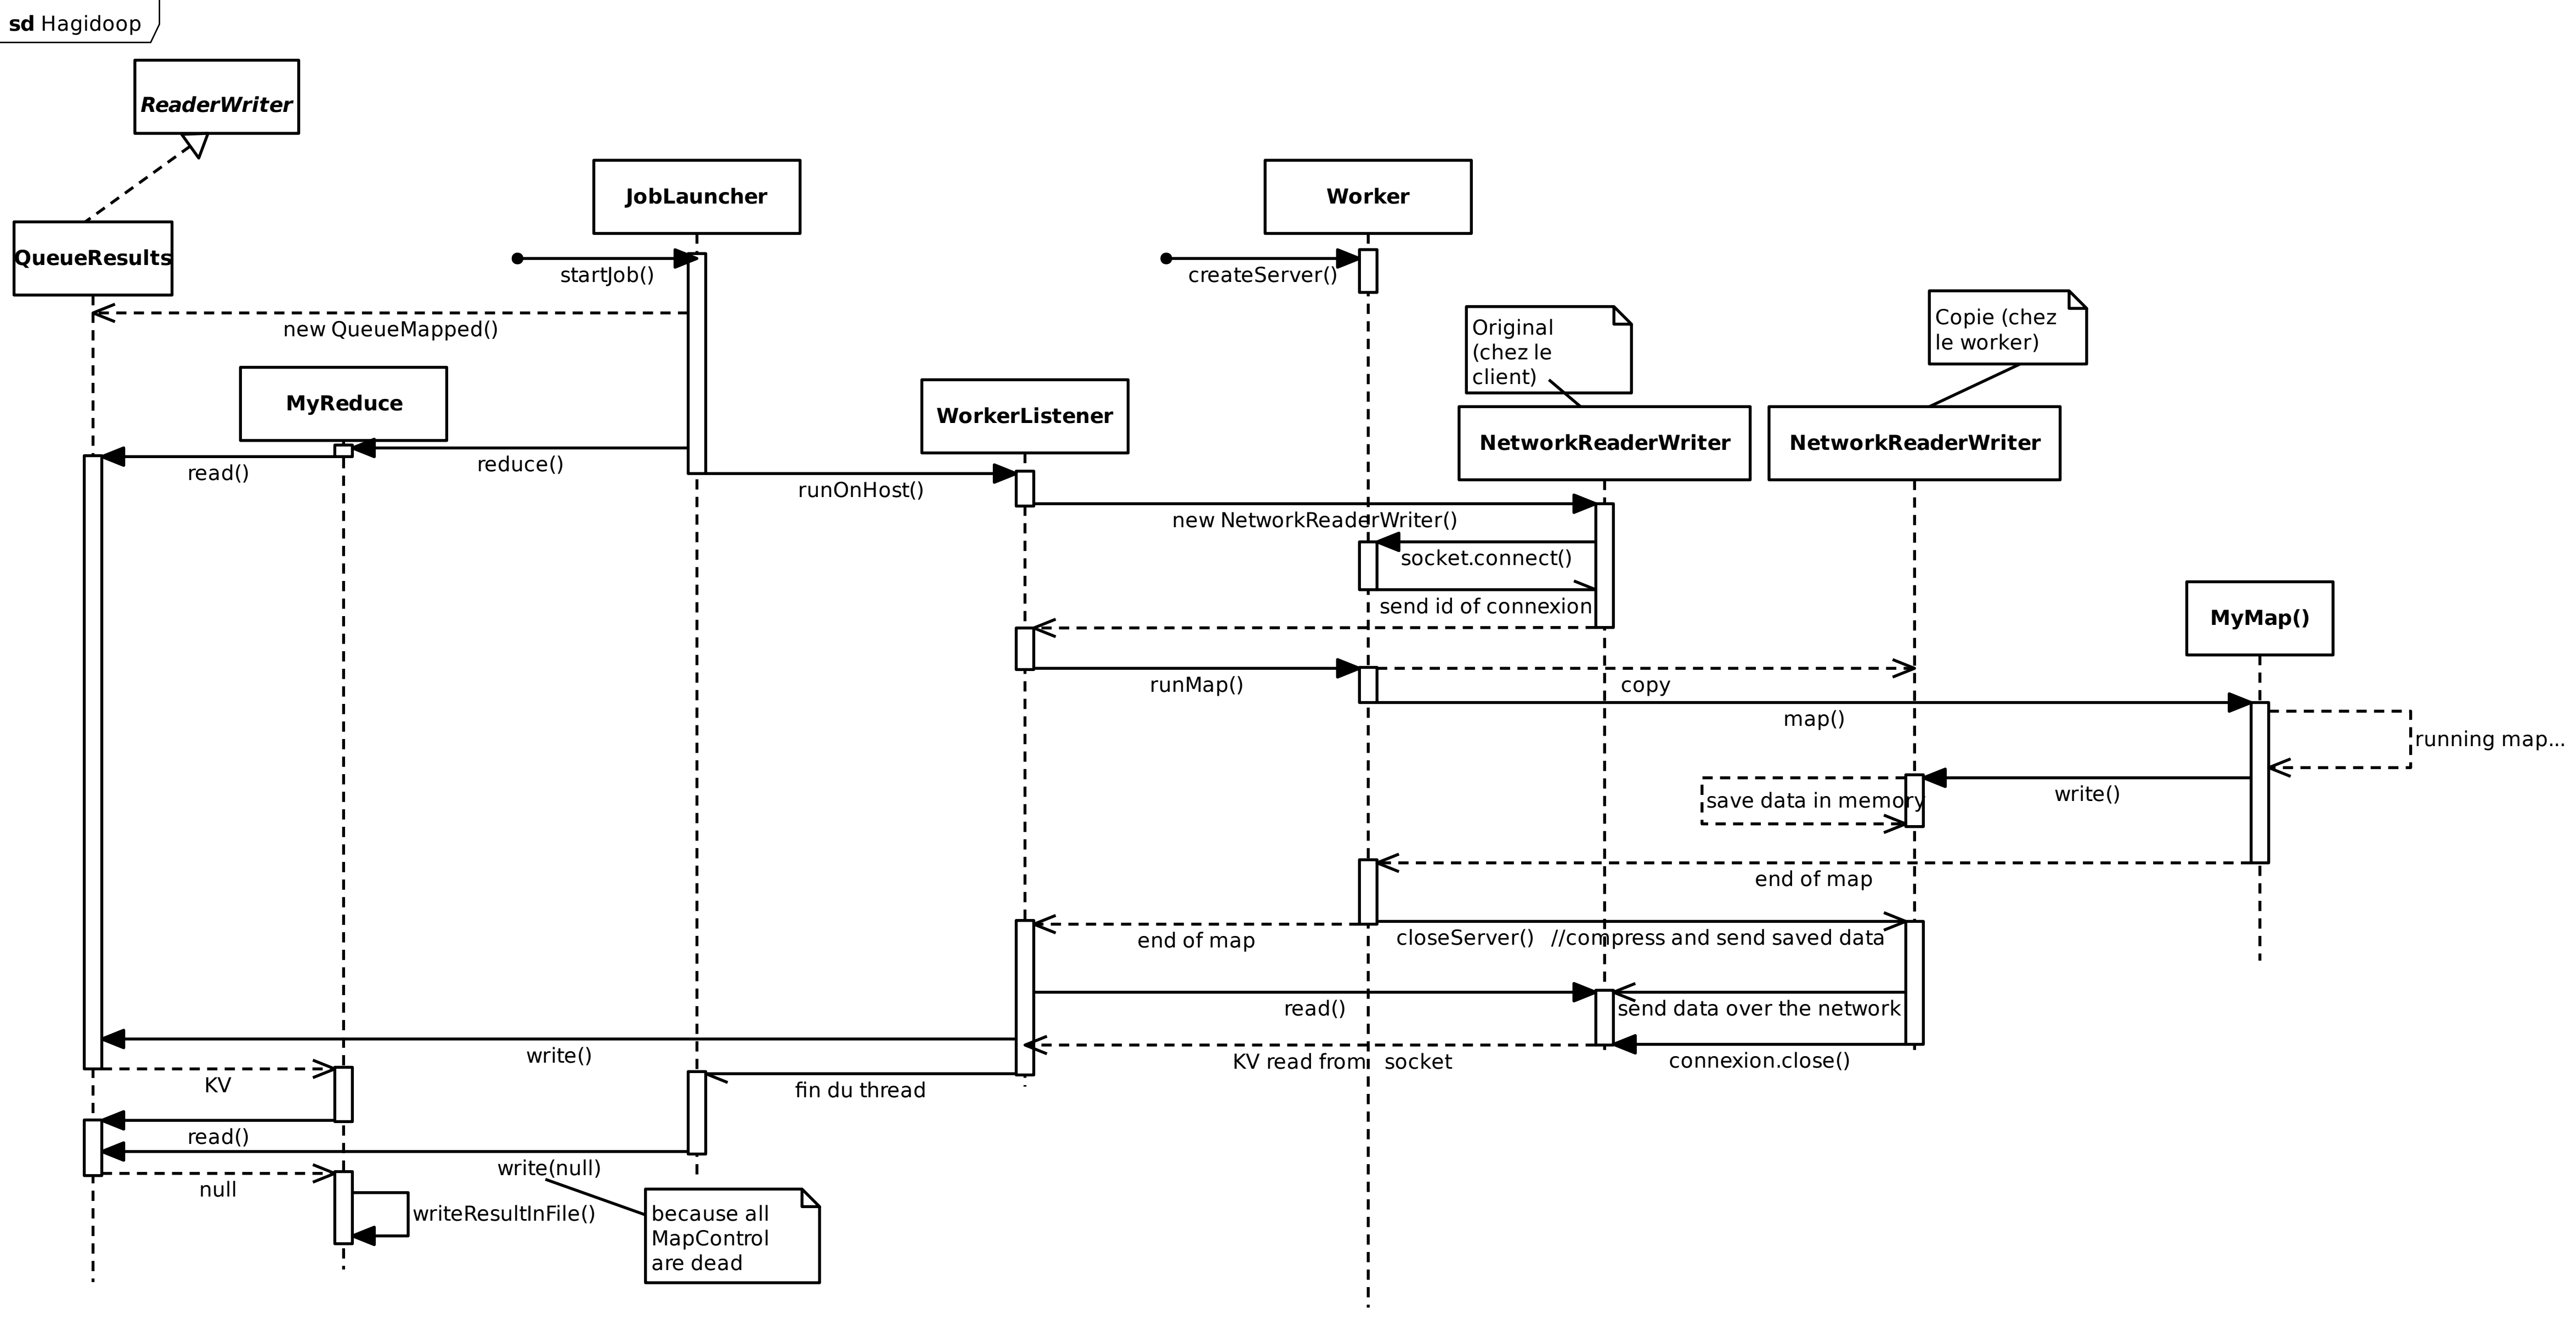 sd Hagidoop
ReaderWriter
JobLauncher
Worker
QueueResults
startJob()
createServer()
new QueueMapped()
Original
(chez le
client)
Copie (chez
le worker)
MyReduce
WorkerListener
NetworkReaderWriter
NetworkReaderWriter
reduce()
read()
runOnHost()
new NetworkReaderWriter()
socket.connect()
send id of connexion
MyMap()
runMap()
copy
map()
running map...
write()
save data in memory
end of map
end of map
closeServer() //compress and send saved data
read()
send data over the network
write()
KV read from socket
connexion.close()
KV
fin du thread
read()
write(null)
null
writeResultInFile()
because all
MapControl
are dead